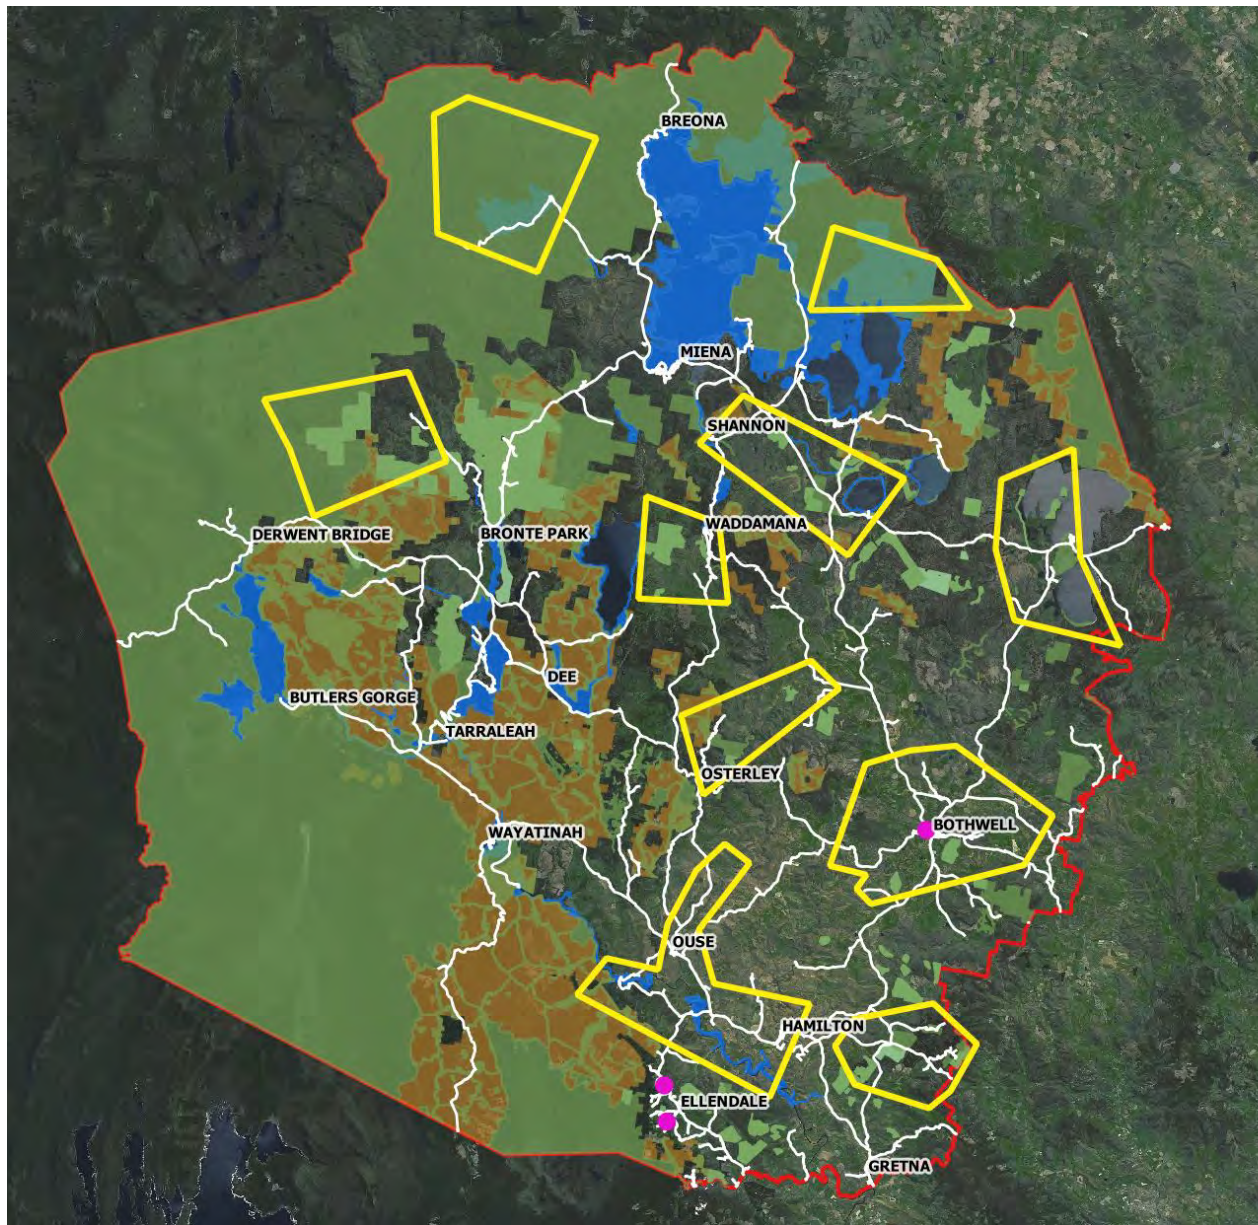 BREONA
MIENA
SHANNON
WADDAMANA
DERWENT BRIDGE
BRONTE PARK
DEE
BUTLERS GORGE
TARRALEAH
OSTERLEY
WAYATINAH
BOTHWELL
OUSE
HAMILTON
ELLENDALE
GRETNA